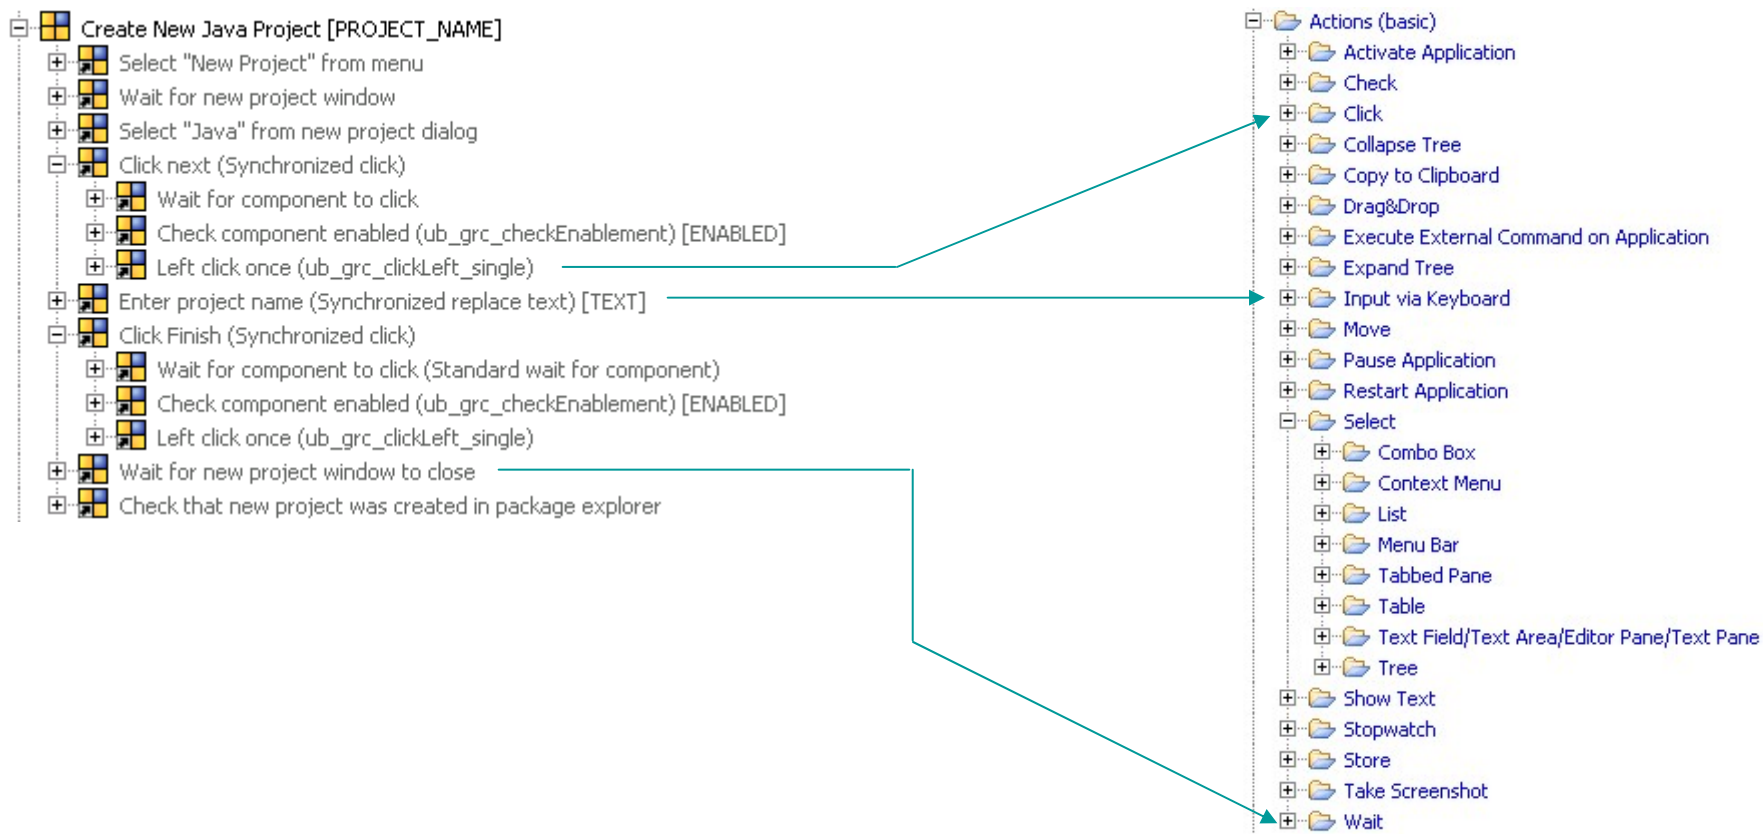 Create New Java Project [PROJECT_NAME]
Select "New Project" from menu
Wait for new project window
Select "Java" from new project dialog
Click next (Synchronized click)
Wait for component to click
Check component enabled (ub_grc_checkEnablement) [ENABLED]
Left click once (ub_grc_clickLeft_single)
Enter project name (Synchronized replace text) [TEXT]
Click Finish (Synchronized click)
Wait for component to click (Standard wait for component)
Check component enabled (ub_grc_checkEnablement) [ENABLED]
Left click once (ub_grc_clickLeft_single)
Wait for new project window to close
Check that new project was created in package explorer
Actions (basic)
Activate Application
Check
Click
Collapse Tree
Copy to Clipboard
Drag&Drop
Execute External Command on Application
Expand Tree
Input via Keyboard
Move
Pause Application
Restart Application
Select
Combo Box
Context Menu
List
Menu Bar
Tabbed Pane
Table
Text Field/Text Area/Editor Pane/Text Pane
Tree
Show Text
Stopwatch
Store
Take Screenshot
Wait